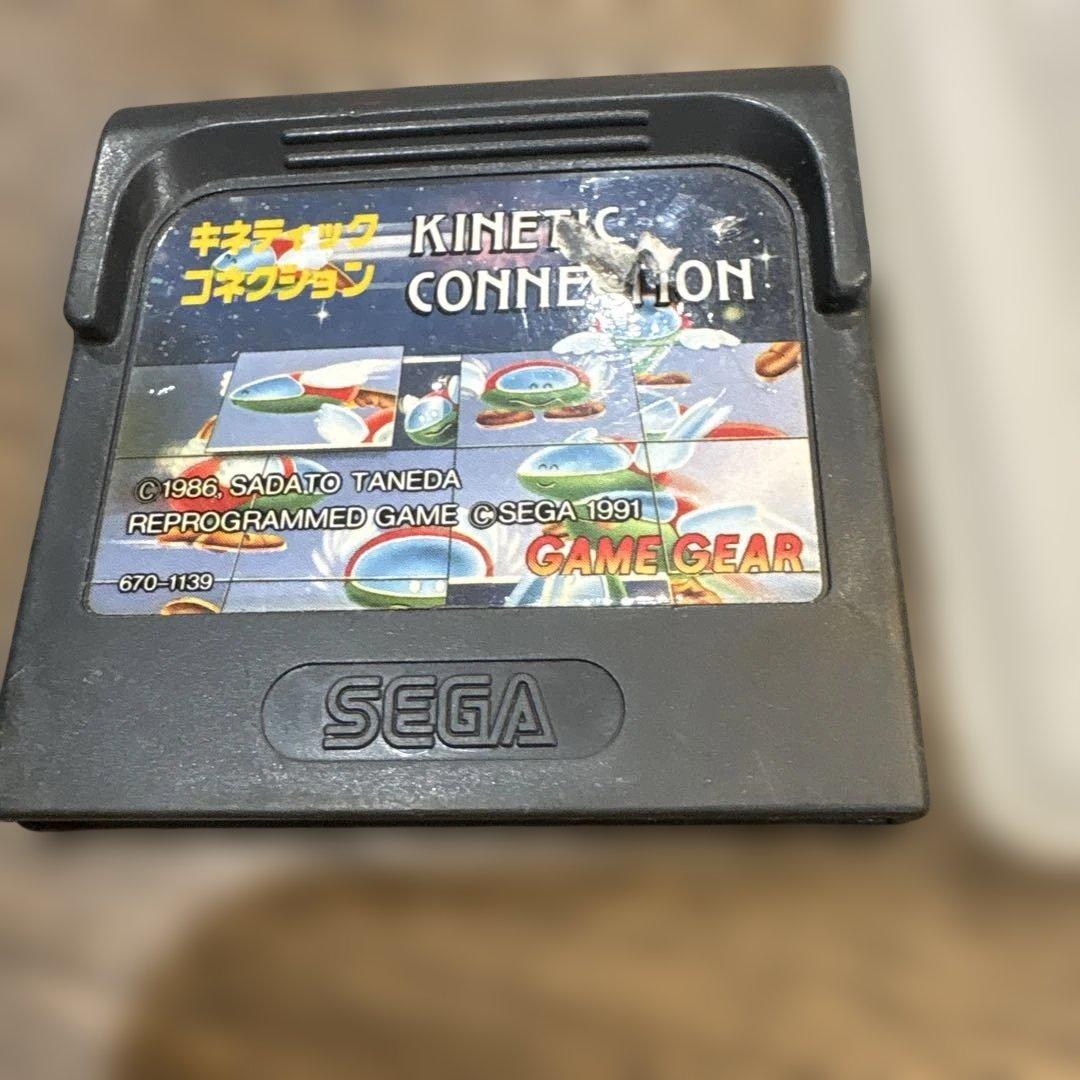 キネティック
コネクション
KINETIC
CONNECTION
©1986, SADATO TANEDA
REPROGRAMMED GAME ©SEGA 1991
GAME GEAR
670-1139
SEGA